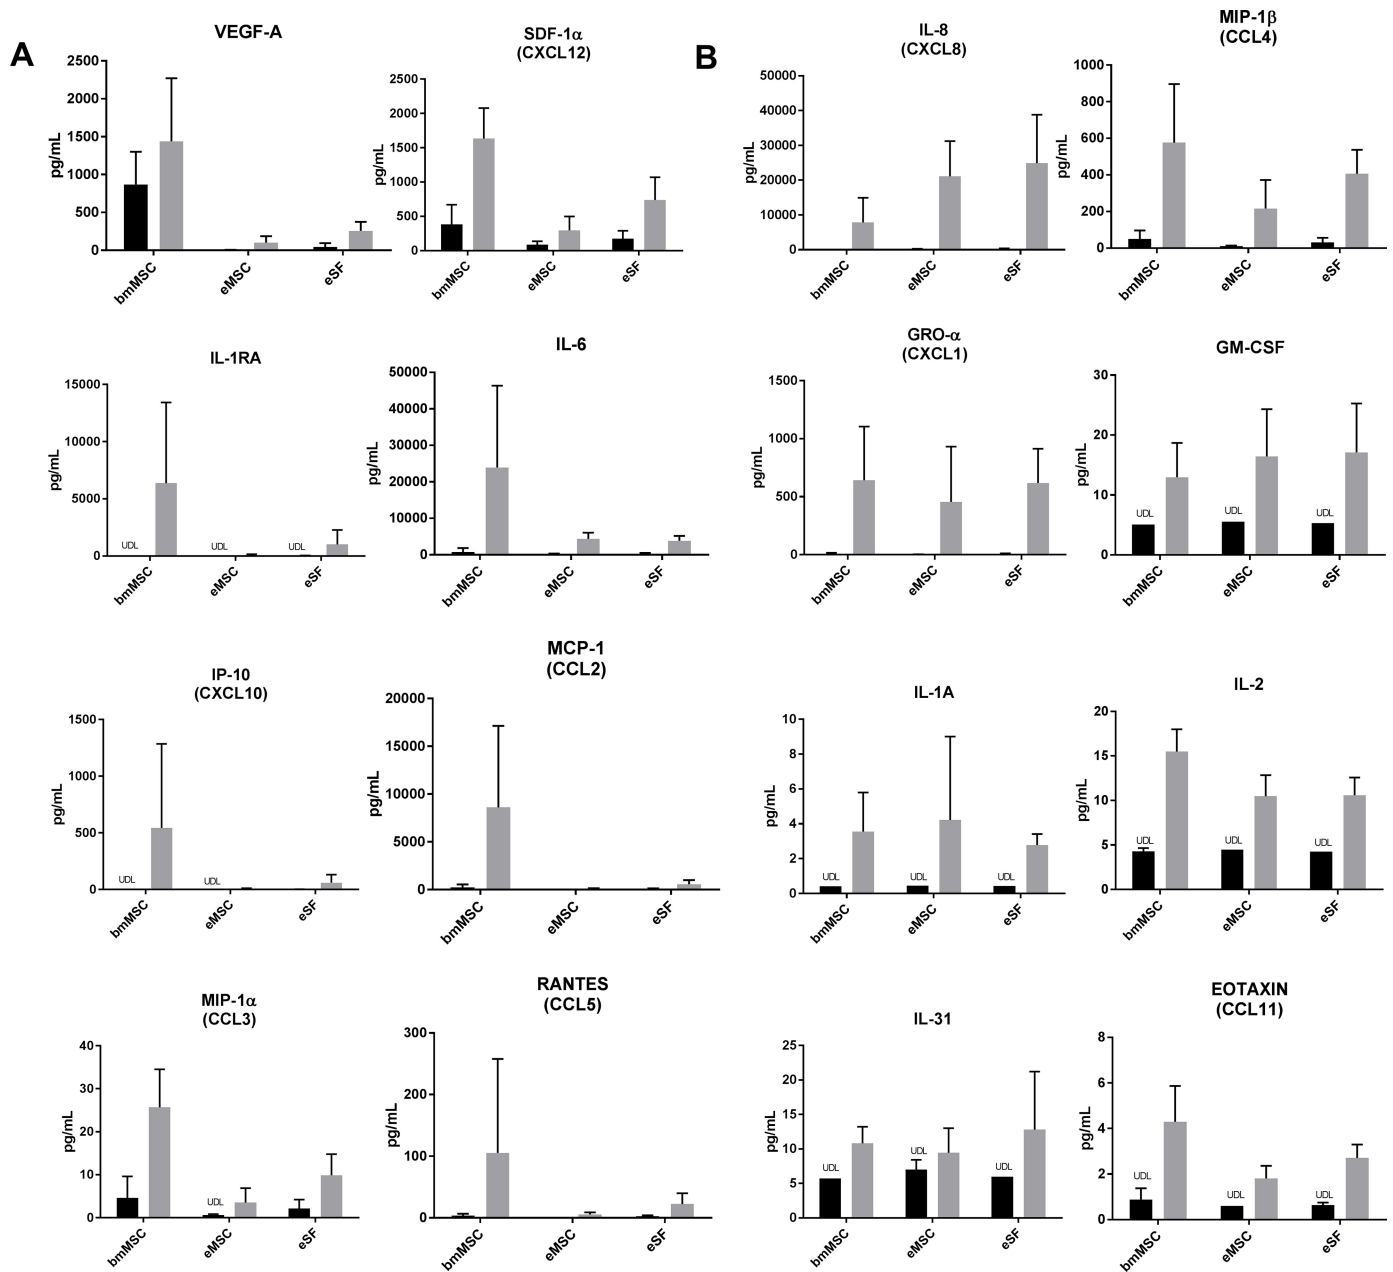 A
VEGF-A
pg/mL
2500
2000
1500
1000
500
0
bmMSC
eMSC
eSF
SDF-1α
(CXCL12)
pg/mL
2500
2000
1500
1000
500
0
bmMSC
eMSC
eSF
B
IL-8
(CXCL8)
pg/mL
50000
40000
30000
20000
10000
0
bmMSC
eMSC
eSF
MIP-1β
(CCL4)
pg/mL
1000
800
600
400
200
0
bmMSC
eMSC
eSF
IL-1RA
pg/mL
15000
10000
5000
0
UDL
UDL
UDL
bmMSC
eMSC
eSF
IL-6
pg/mL
50000
40000
30000
20000
10000
0
bmMSC
eMSC
eSF
GRO-α
(CXCL1)
pg/mL
1500
1000
500
0
bmMSC
eMSC
eSF
GM-CSF
pg/mL
30
20
10
0
UDL
UDL
UDL
bmMSC
eMSC
eSF
IP-10
(CXCL10)
pg/mL
1500
1000
500
0
UDL
UDL
bmMSC
eMSC
eSF
MCP-1
(CCL2)
pg/mL
20000
15000
10000
5000
0
bmMSC
eMSC
eSF
IL-1A
pg/mL
10
8
6
4
2
0
UDL
UDL
UDL
bmMSC
eMSC
eSF
IL-2
pg/mL
20
15
10
5
0
UDL
UDL
UDL
bmMSC
eMSC
eSF
MIP-1α
(CCL3)
pg/mL
40
30
20
10
0
UDL
bmMSC
eMSC
eSF
RANTES
(CCL5)
pg/mL
300
200
100
0
bmMSC
eMSC
eSF
IL-31
pg/mL
25
20
15
10
5
0
UDL
UDL
UDL
bmMSC
eMSC
eSF
EOTAXIN
(CCL11)
pg/mL
8
6
4
2
0
UDL
UDL
UDL
bmMSC
eMSC
eSF